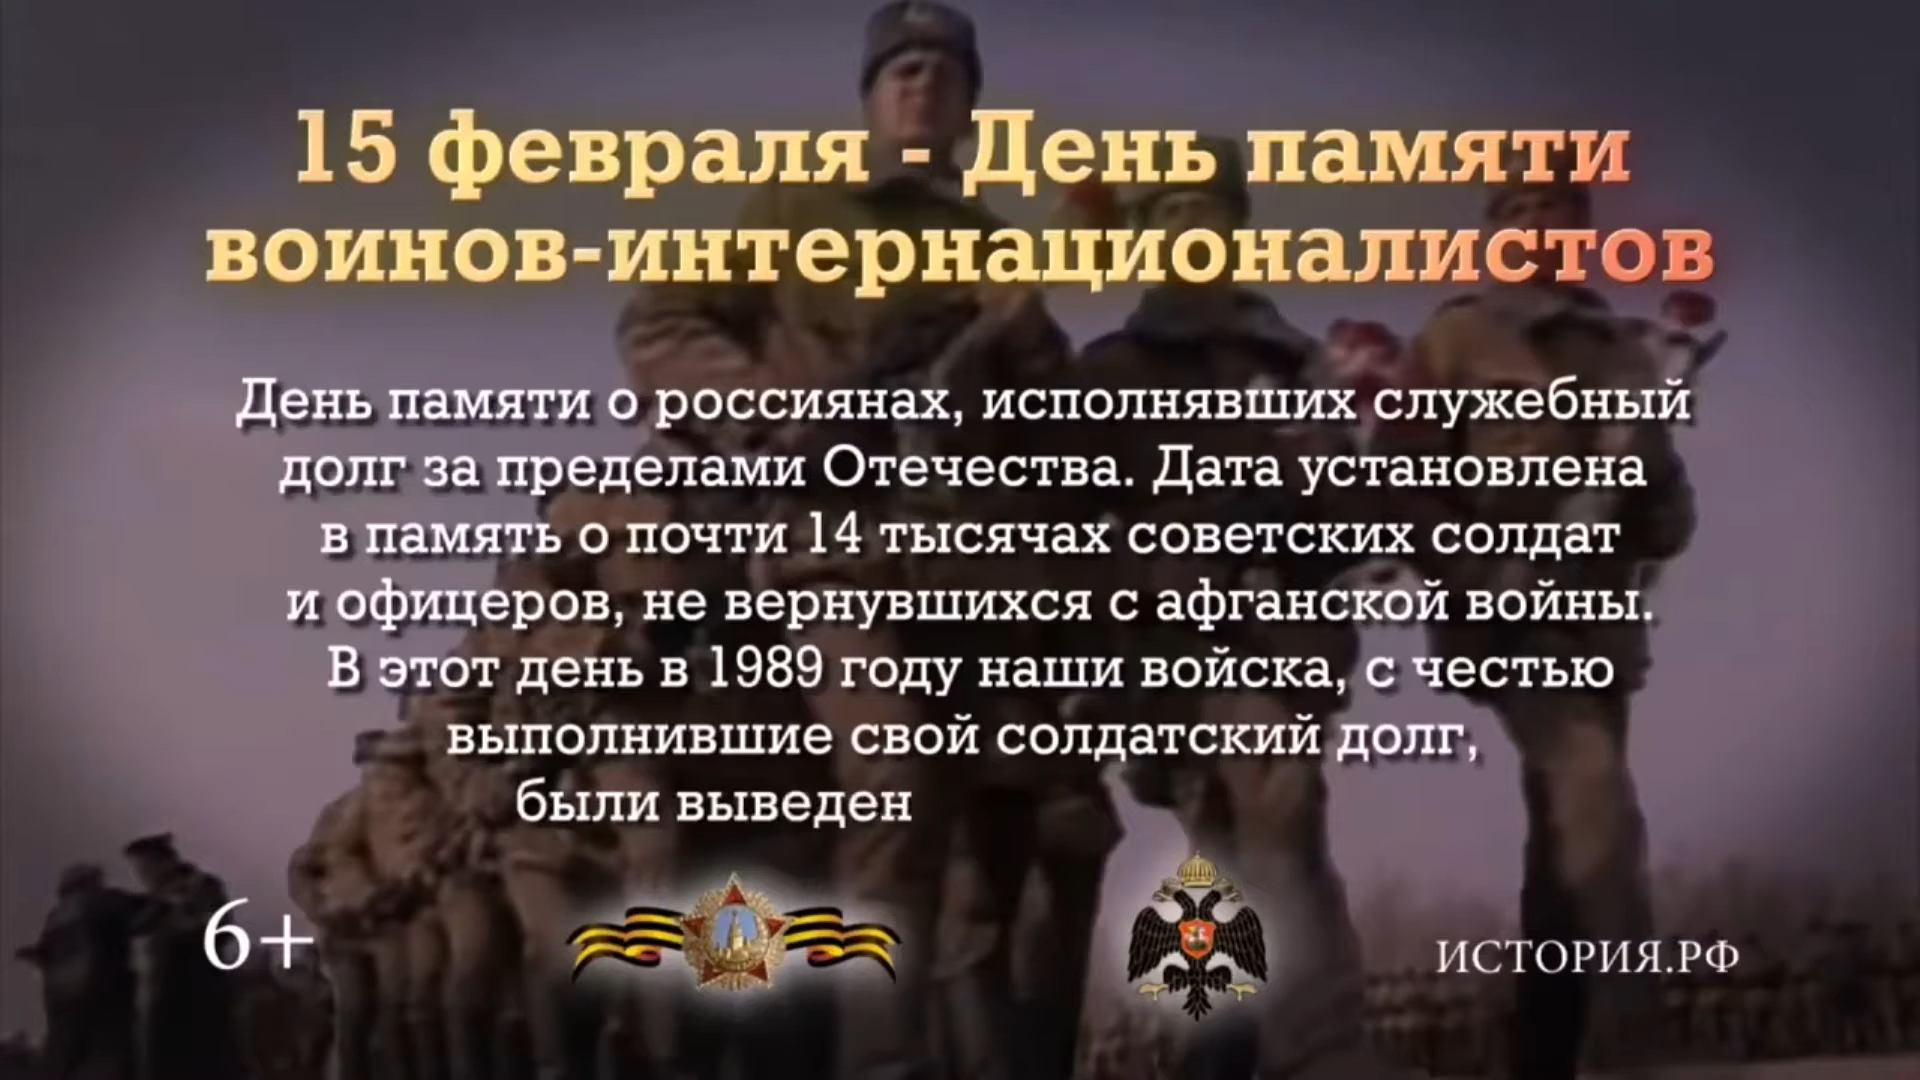 15 февраля - День памяти
воинов-интернационалистов
День памяти о россиянах, исполнявших служебный
долг за пределами Отечества. Дата установлена
в память о почти 14 тысячах советских солдат
и офицеров, не вернувшихся с афганской войны.
В этот день в 1989 году наши войска, с честью
выполнившие свой солдатский долг,
были выведен
6+
ИСТОРИЯ.РФ